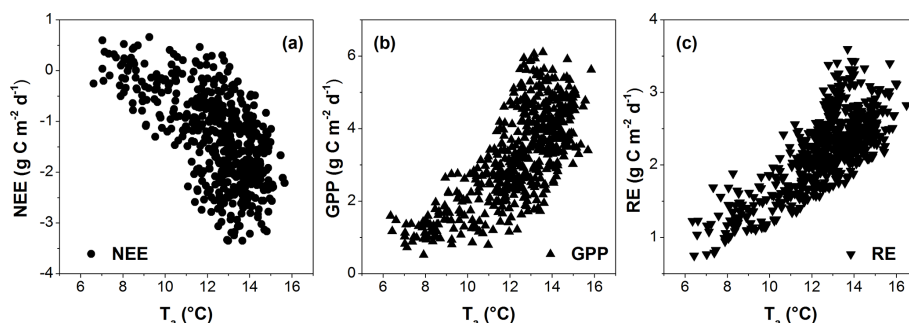 1
0
-1
-2
-3
-4
NEE (g C m⁻² d⁻¹)
(a)
NEE
6 8 10 12 14 16
Tₐ (°C)
6
4
2
0
GPP (g C m⁻² d⁻¹)
(b)
GPP
6 8 10 12 14 16
Tₐ (°C)
4
3
2
1
RE (g C m⁻² d⁻¹)
(c)
RE
6 8 10 12 14 16
Tₐ (°C)